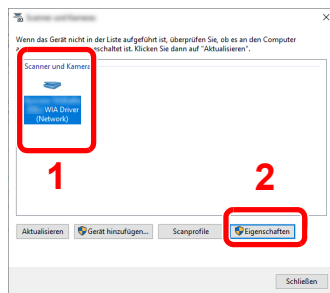 Wenn das Gerät nicht in der Liste aufgeführt ist, überprüfen Sie, ob es an den Computer
geschaltet ist. Klicken Sie dann auf "Aktualisieren".
Scanner und Kamera
WIA Driver
(Network)
1
2
Aktualisieren
Gerät hinzufügen...
Scanprofile
Eigenschaften
Schließen